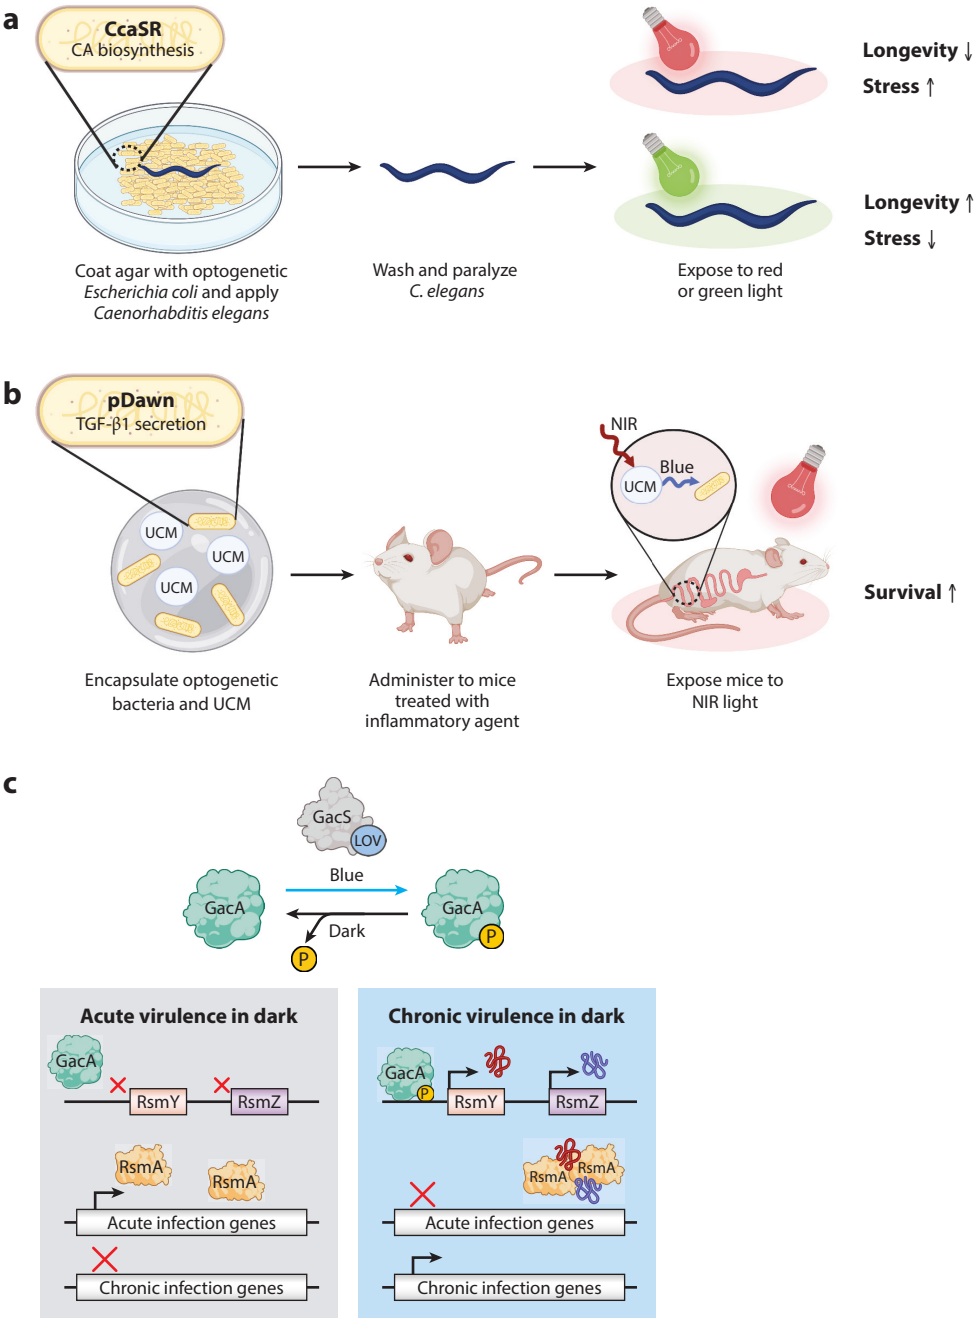 a
CcaSR
CA biosynthesis
Longevity ↓
Stress ↑
Longevity ↑
Stress ↓
Coat agar with optogenetic
Escherichia coli and apply
Caenorhabditis elegans
Wash and paralyze
C. elegans
Expose to red
or green light
b
pDawn
TGF-β1 secretion
NIR
UCM
Blue
UCM
UCM
UCM
Survival ↑
Encapsulate optogenetic
bacteria and UCM
Administer to mice
treated with
inflammatory agent
Expose mice to
NIR light
c
GacS
LOV
Blue
GacA
GacA
P
Dark
P
Acute virulence in dark
GacA
RsmY
RsmZ
RsmA
RsmA
Acute infection genes
Chronic infection genes
Chronic virulence in dark
GacA
P
RsmY
RsmZ
RsmA
RsmA
Acute infection genes
Chronic infection genes